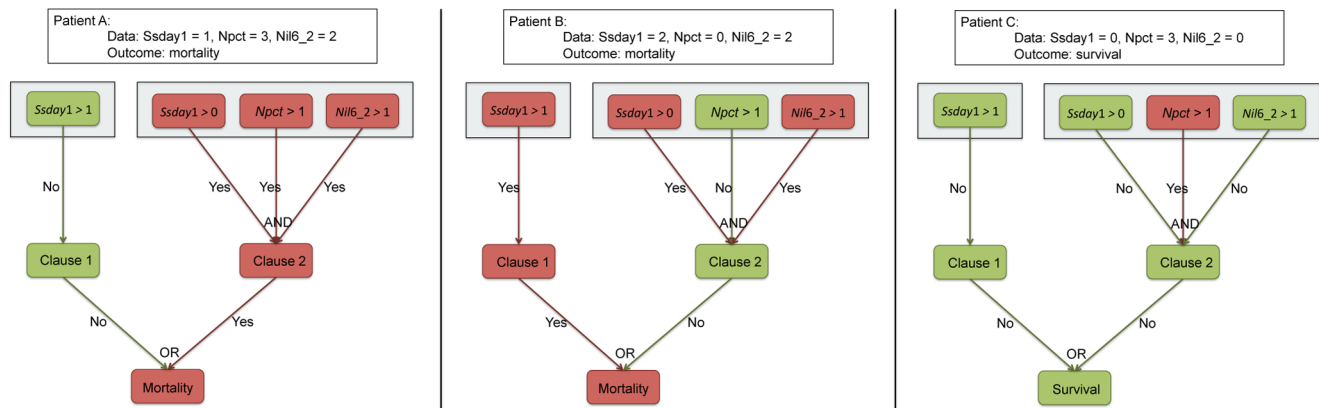 Patient A:
Data: Ssday1 = 1, Npct = 3, Nil6_2 = 2
Outcome: mortality
Ssday1 > 1
Ssday1 > 0
Npct > 1
Nil6_2 > 1
No
Yes
Yes
Yes
AND
Clause 1
Clause 2
No
Yes
OR
Mortality
Patient B:
Data: Ssday1 = 2, Npct = 0, Nil6_2 = 2
Outcome: mortality
Ssday1 > 1
Ssday1 > 0
Npct > 1
Nil6_2 > 1
Yes
Yes
No
Yes
AND
Clause 1
Clause 2
Yes
No
OR
Mortality
Patient C:
Data: Ssday1 = 0, Npct = 3, Nil6_2 = 0
Outcome: survival
Ssday1 > 1
Ssday1 > 0
Npct > 1
Nil6_2 > 1
No
No
Yes
No
AND
Clause 1
Clause 2
No
No
OR
Survival